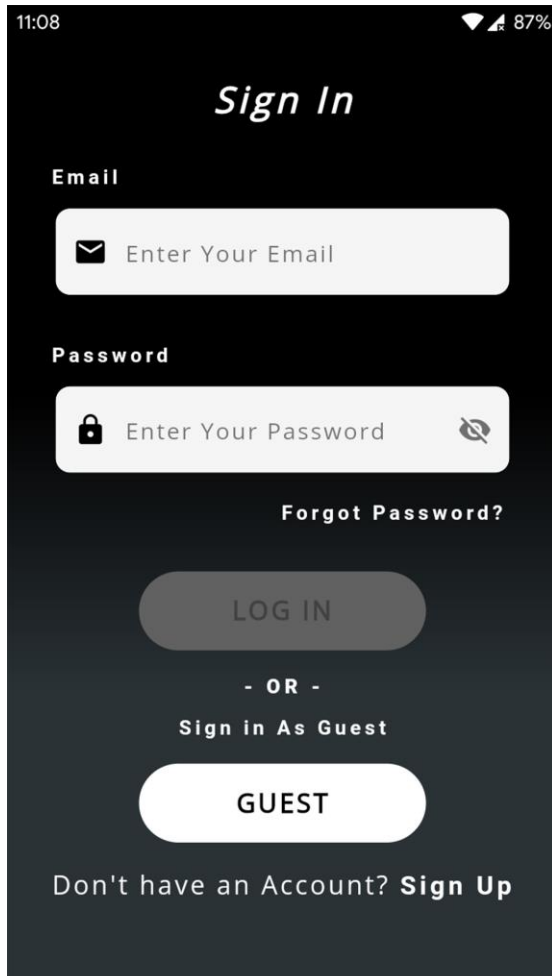 11:08 87%
Sign In
Email
Enter Your Email
Password
Enter Your Password
Forgot Password?
LOG IN
- OR -
Sign in As Guest
GUEST
Don't have an Account? Sign Up